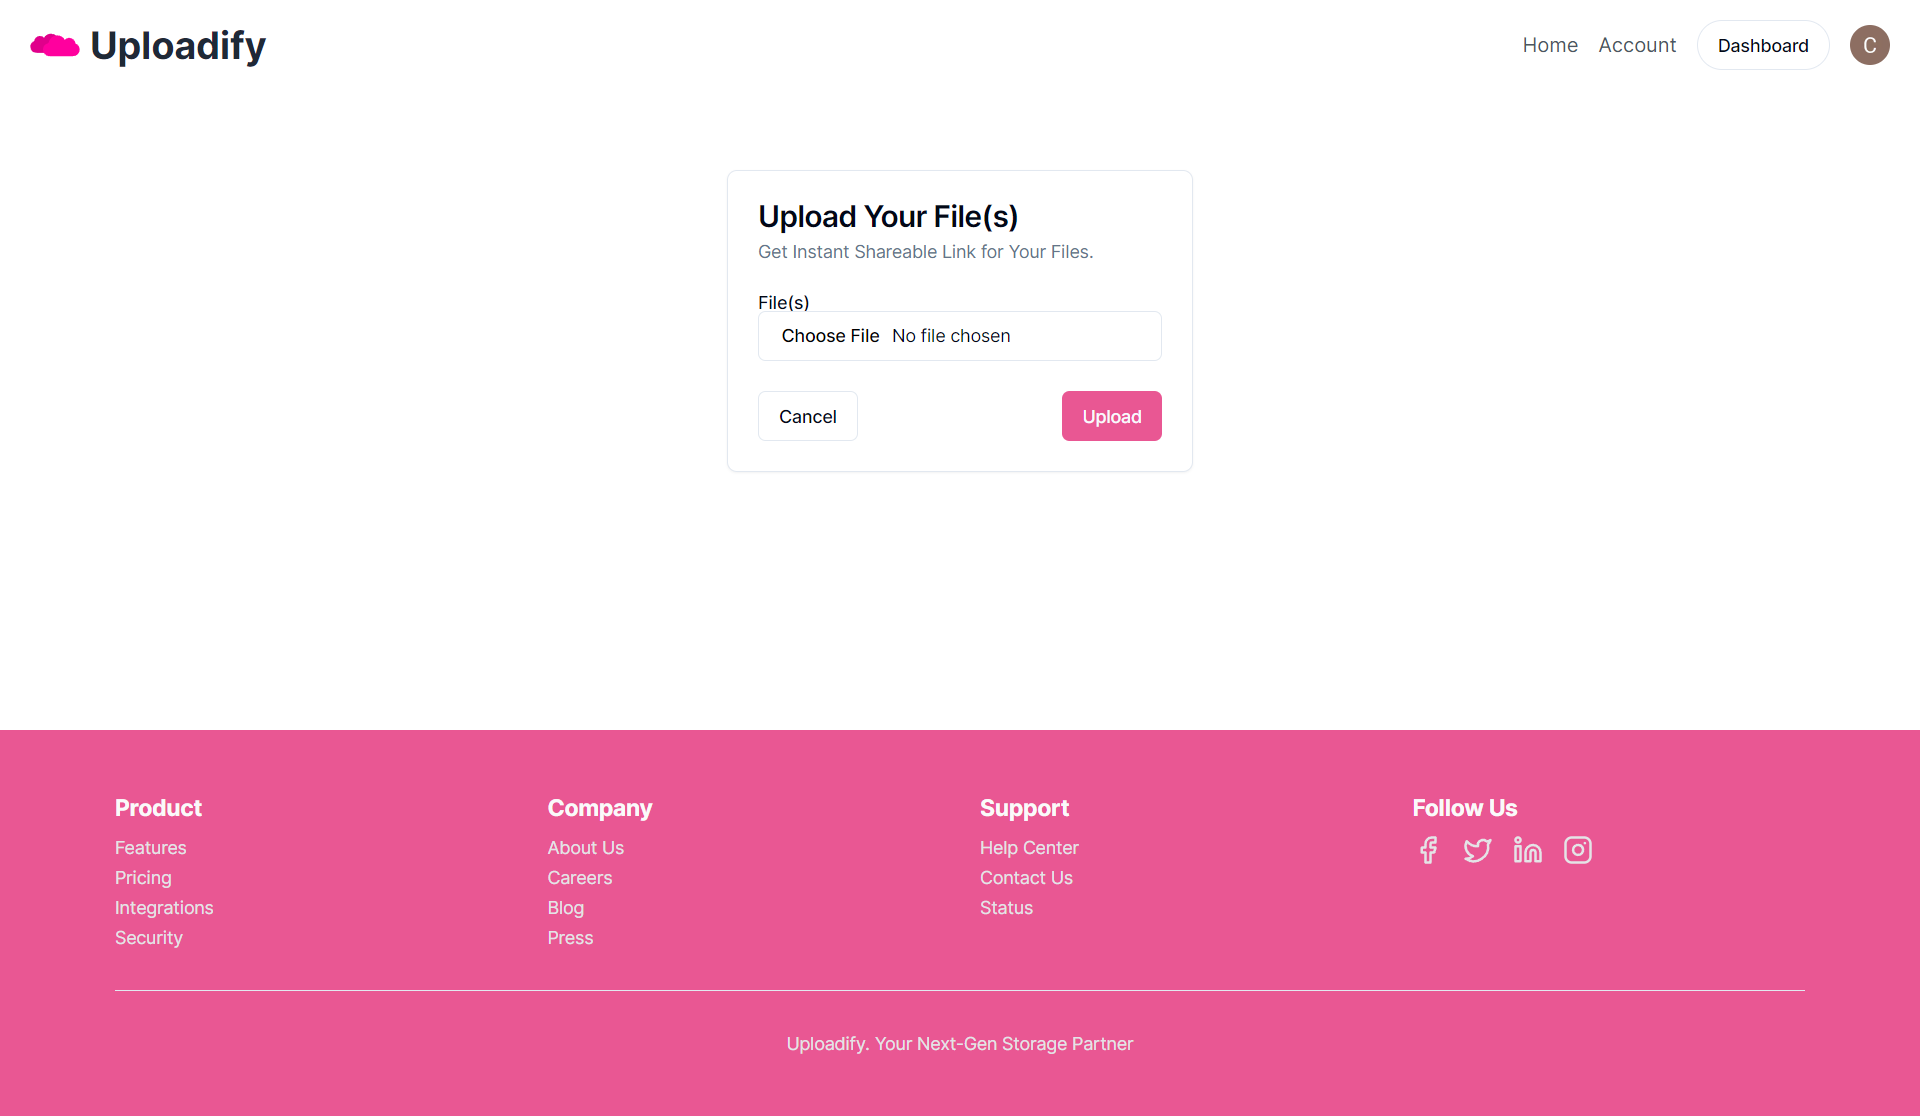 Uploadify
Home Account Dashboard C
Upload Your File(s)
Get Instant Shareable Link for Your Files.
File(s)
Choose File No file chosen
Cancel Upload
Product
Features
Pricing
Integrations
Security
Company
About Us
Careers
Blog
Press
Support
Help Center
Contact Us
Status
Follow Us
Uploadify. Your Next-Gen Storage Partner